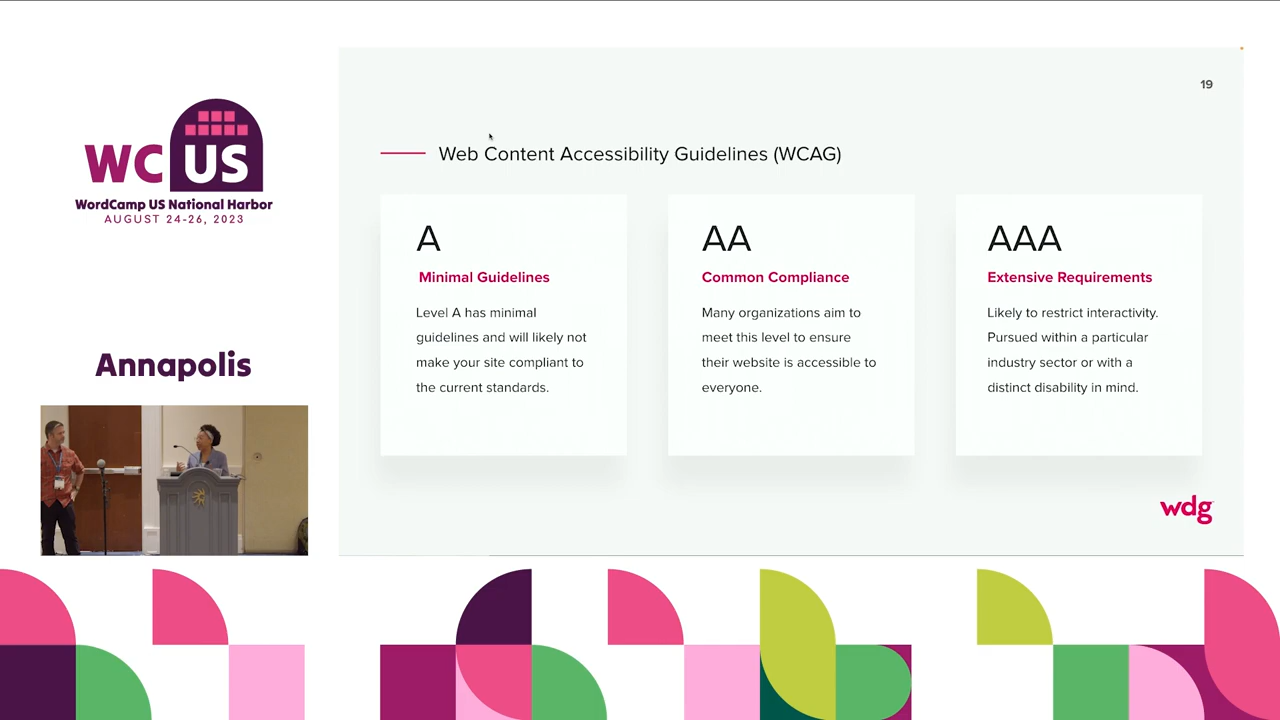 WC US
WordCamp US National Harbor
AUGUST 24-26, 2023
Annapolis
19
Web Content Accessibility Guidelines (WCAG)
A
Minimal Guidelines
Level A has minimal
guidelines and will likely not
make your site compliant to
the current standards.
AA
Common Compliance
Many organizations aim to
meet this level to ensure
their website is accessible to
everyone.
AAA
Extensive Requirements
Likely to restrict interactivity.
Pursued within a particular
industry sector or with a
distinct disability in mind.
wdg